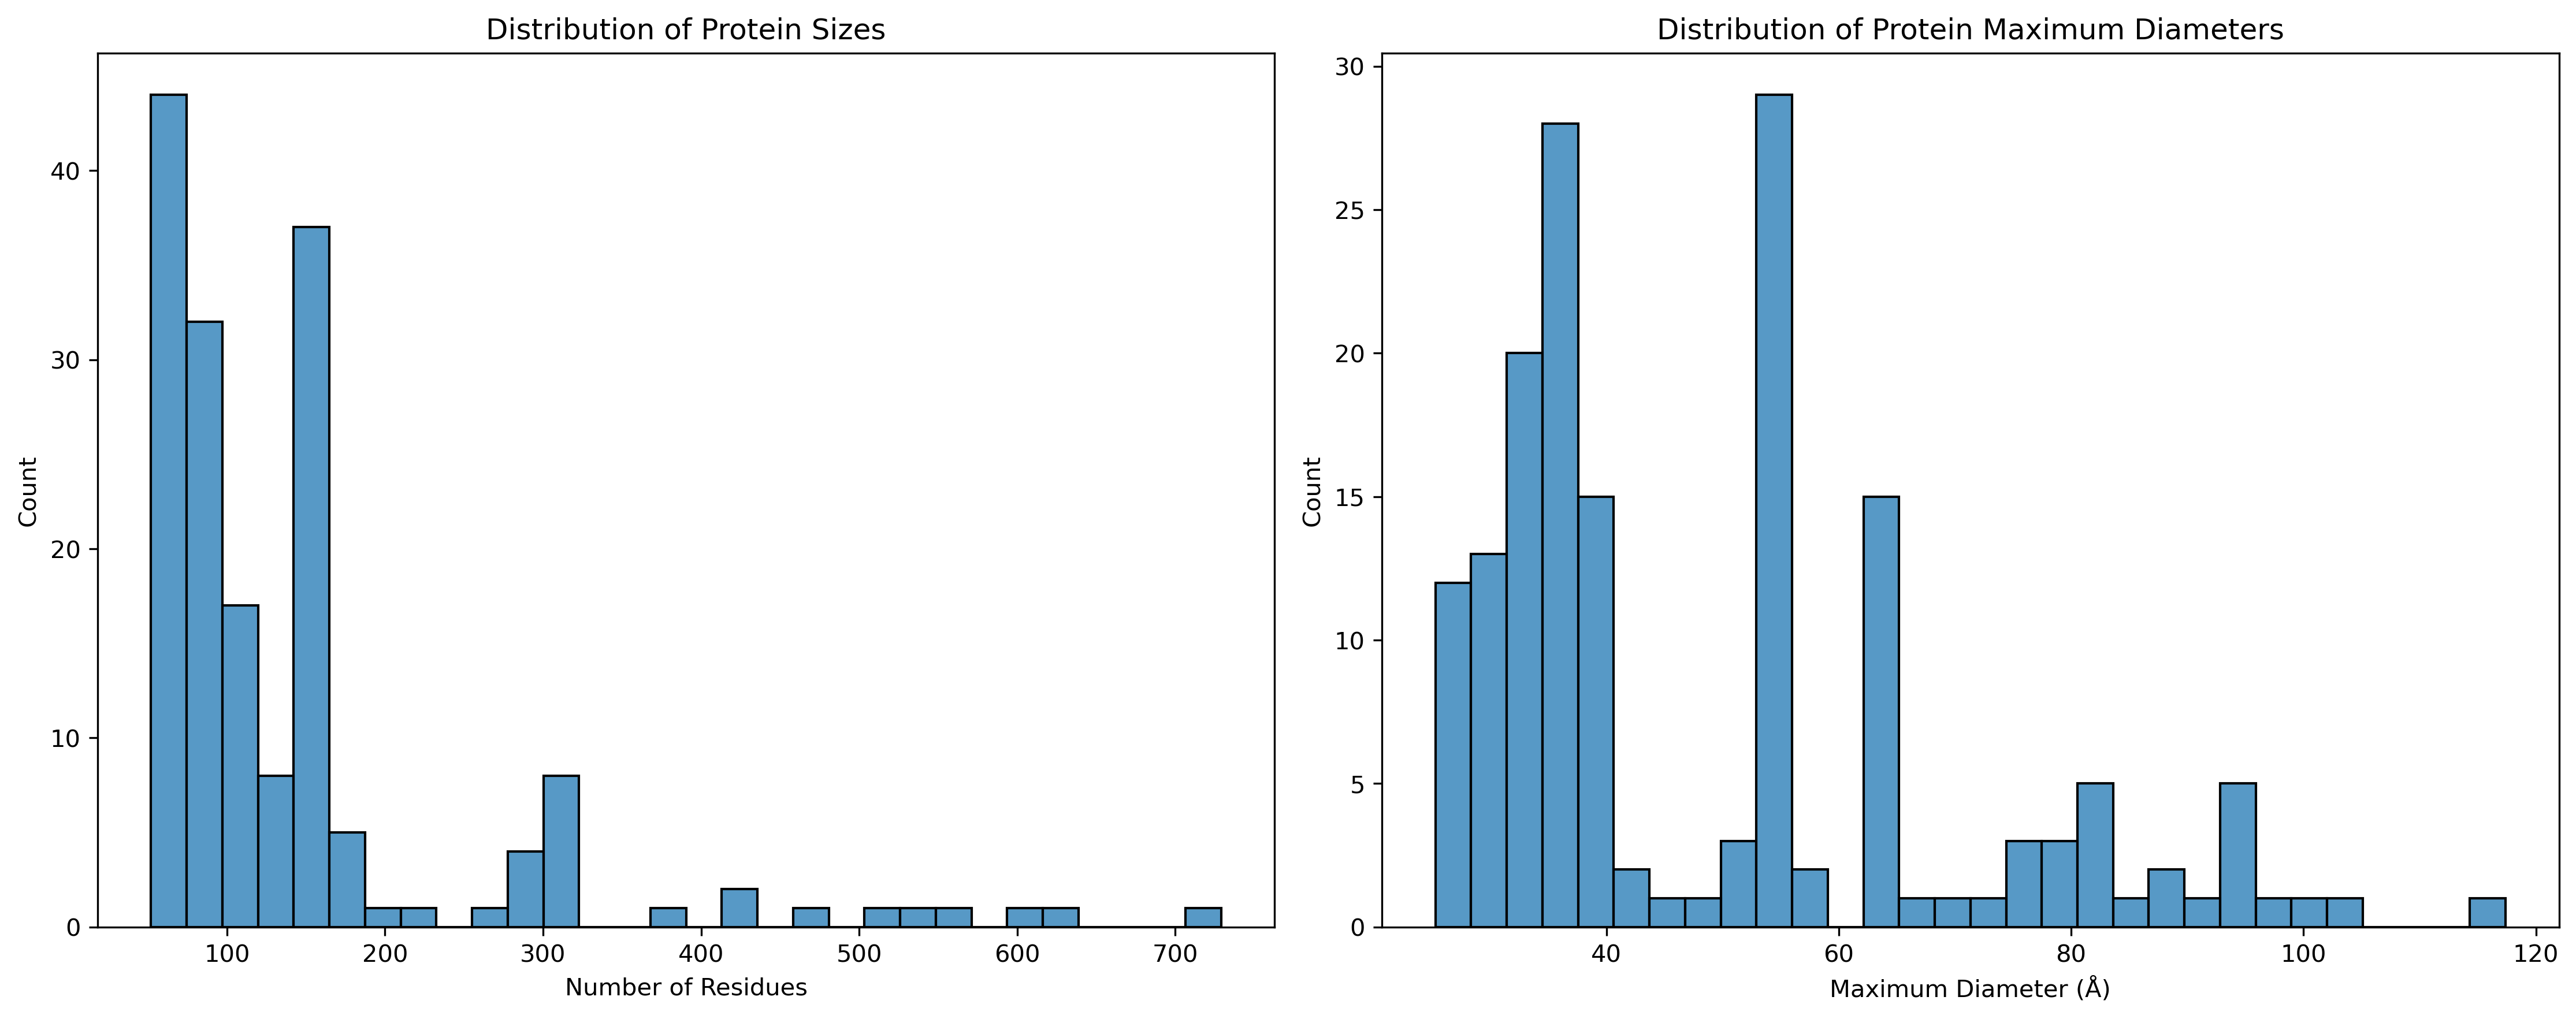 Distribution of Protein Sizes
Count
40
30
20
10
0
100 200 300 400 500 600 700
Number of Residues
Distribution of Protein Maximum Diameters
Count
30
25
20
15
10
5
0
40 60 80 100 120
Maximum Diameter (Å)